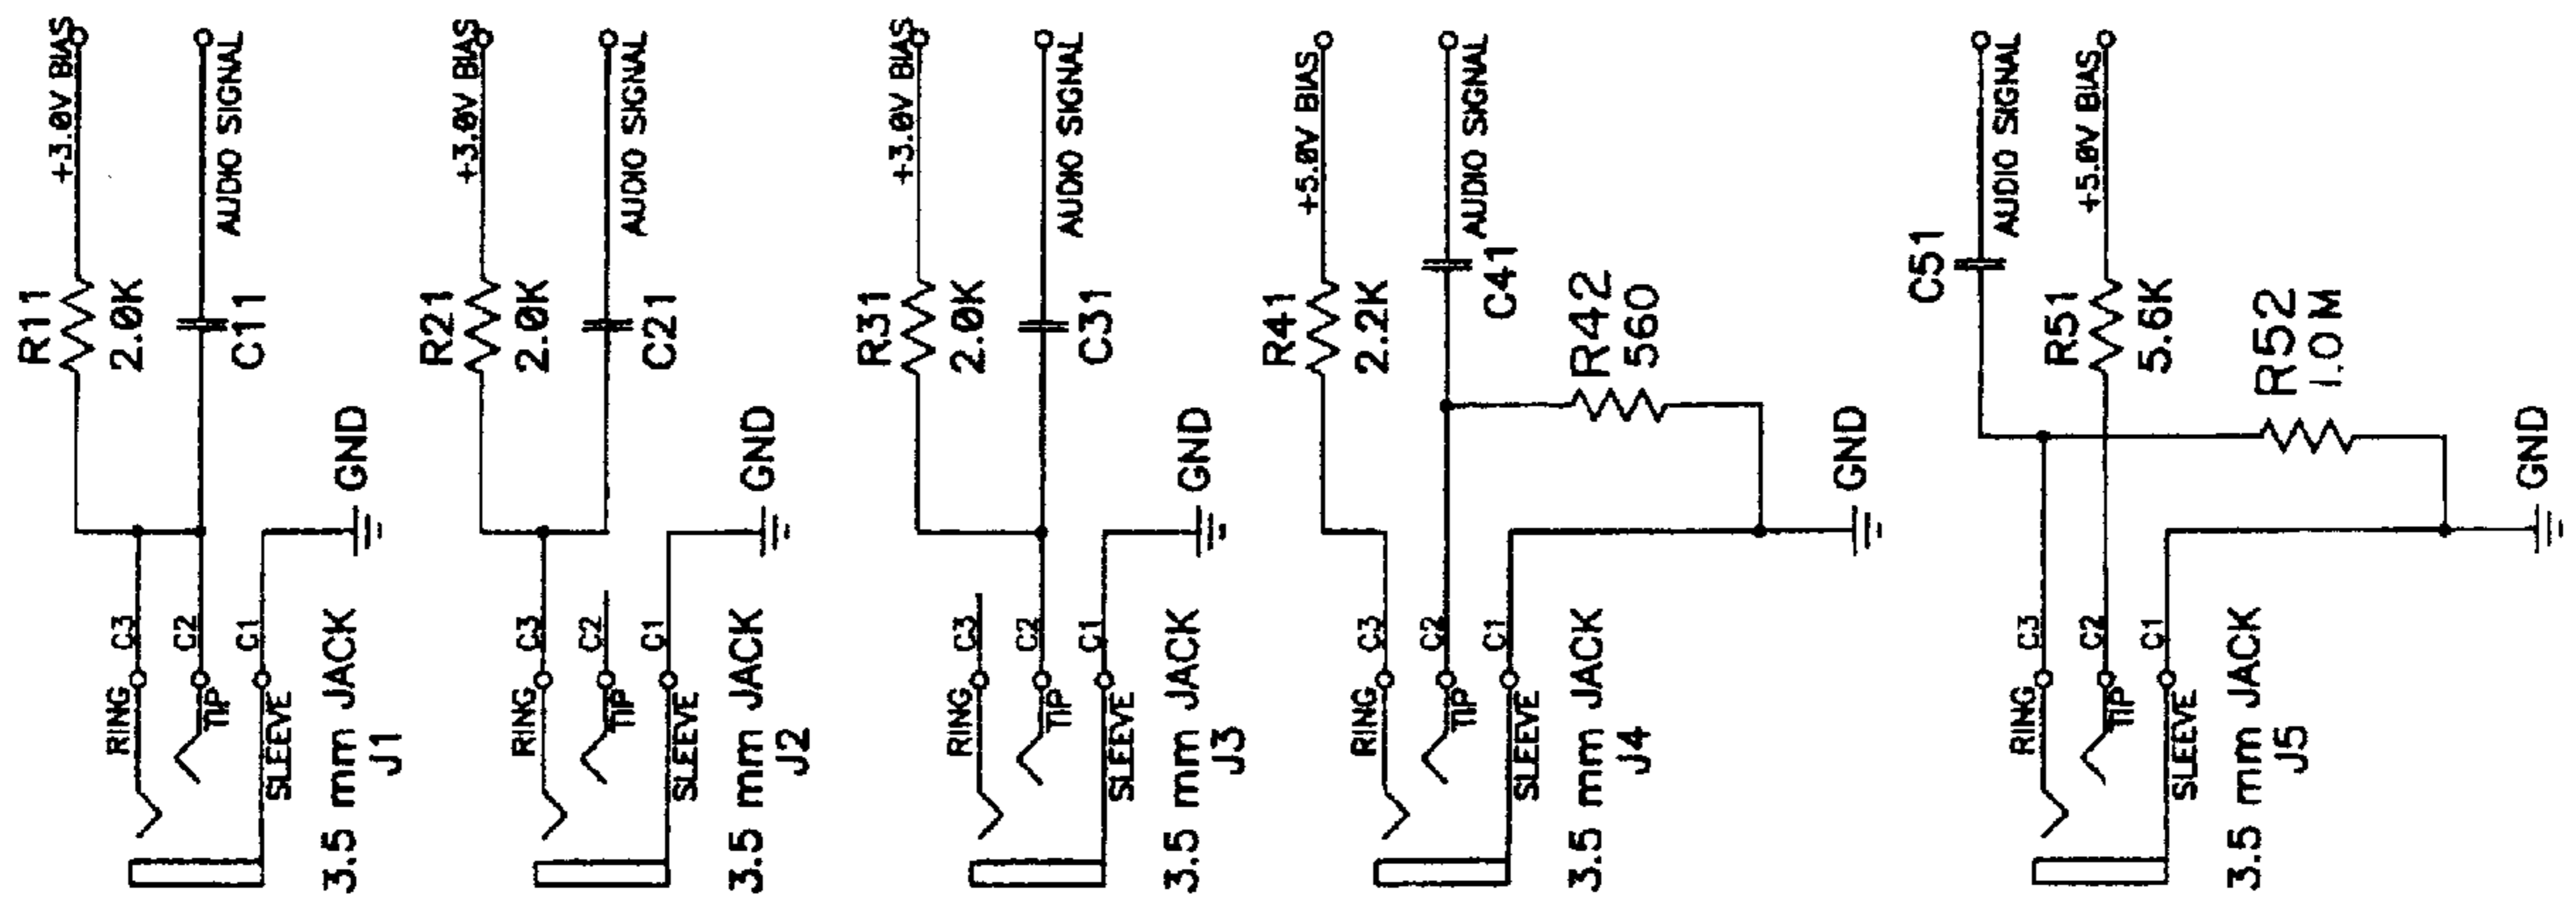 R11
2.0K
+3.0V BIAS
AUDIO SIGNAL
C11
RING
C3
TIP
C2
SLEEVE
C1
GND
3.5 mm JACK
J1
R21
2.0K
+3.0V BIAS
AUDIO SIGNAL
C21
RING
C3
TIP
C2
SLEEVE
C1
GND
3.5 mm JACK
J2
R31
2.0K
+3.0V BIAS
AUDIO SIGNAL
C31
RING
C3
TIP
C2
SLEEVE
C1
GND
3.5 mm JACK
J3
R41
2.2K
+5.0V BIAS
AUDIO SIGNAL
C41
R42
560
RING
C3
TIP
C2
SLEEVE
C1
GND
3.5 mm JACK
J4
C51
AUDIO SIGNAL
+5.0V BIAS
R51
5.6K
R52
1.0 M
RING
C3
TIP
C2
SLEEVE
C1
GND
3.5 mm JACK
J5